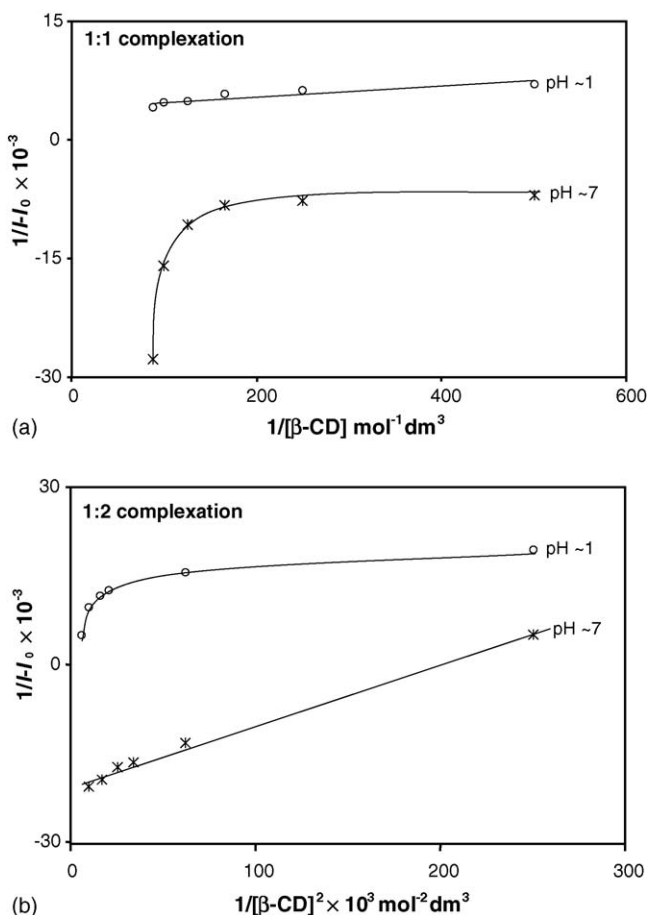 15
1:1 complexation
pH ~1
0
1/I-I₀ × 10⁻³
pH ~7
-15
-30
0
200
400
600
(a)
1/[β-CD] mol⁻¹dm³
30
1:2 complexation
pH ~1
pH ~7
1/I-I₀ × 10⁻³
0
-30
0
100
200
300
(b)
1/[β-CD]² × 10³ mol⁻²dm³